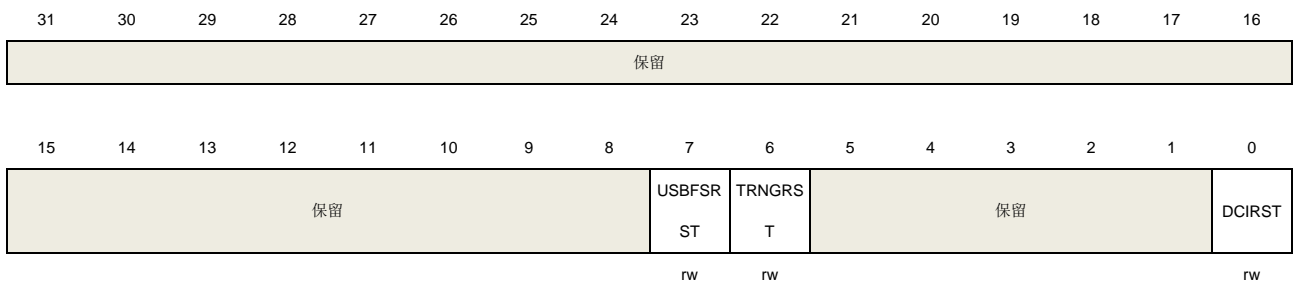 31 30 29 28 27 26 25 24 23 22 21 20 19 18 17 16
保留
15 14 13 12 11 10 9 8 7 6 5 4 3 2 1 0
保留 USBFSR ST TRNGRS T 保留 DCIRST
rw rw rw